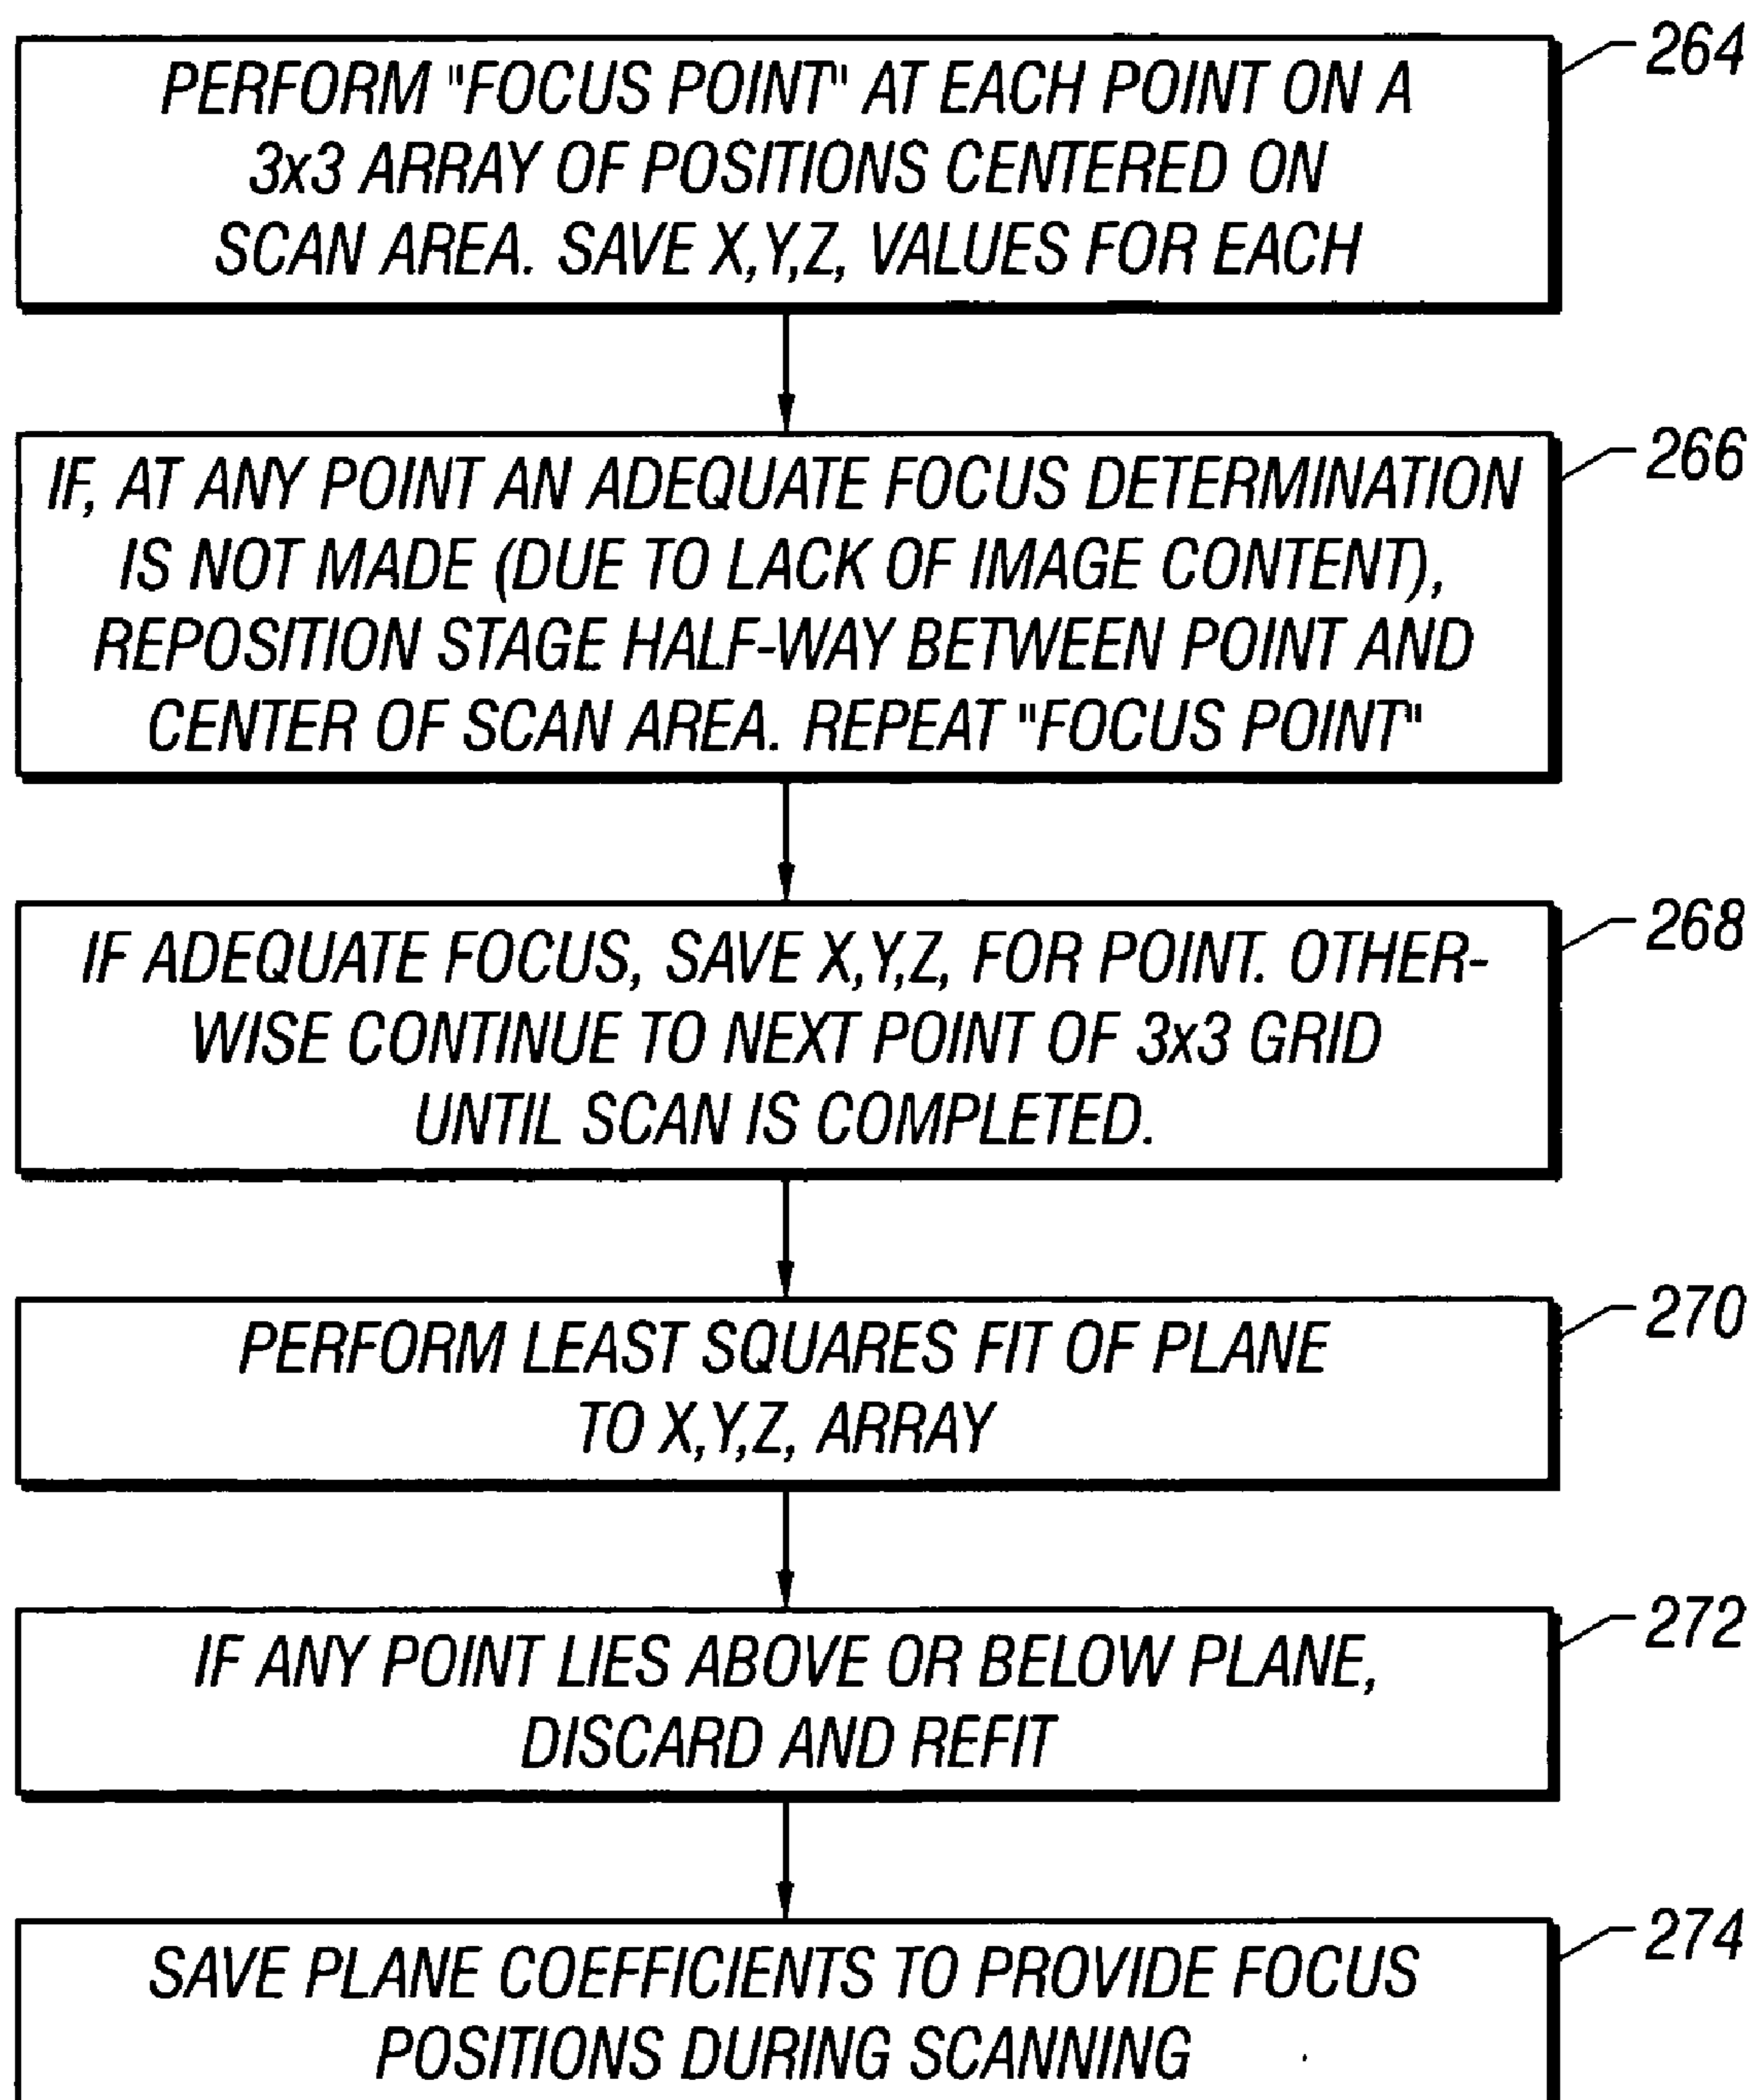 264
PERFORM "FOCUS POINT" AT EACH POINT ON A
3x3 ARRAY OF POSITIONS CENTERED ON
SCAN AREA. SAVE X,Y,Z, VALUES FOR EACH
266
IF, AT ANY POINT AN ADEQUATE FOCUS DETERMINATION
IS NOT MADE (DUE TO LACK OF IMAGE CONTENT),
REPOSITION STAGE HALF-WAY BETWEEN POINT AND
CENTER OF SCAN AREA. REPEAT "FOCUS POINT"
268
IF ADEQUATE FOCUS, SAVE X,Y,Z, FOR POINT. OTHER-
WISE CONTINUE TO NEXT POINT OF 3x3 GRID
UNTIL SCAN IS COMPLETED.
270
PERFORM LEAST SQUARES FIT OF PLANE
TO X,Y,Z, ARRAY
272
IF ANY POINT LIES ABOVE OR BELOW PLANE,
DISCARD AND REFIT
274
SAVE PLANE COEFFICIENTS TO PROVIDE FOCUS
POSITIONS DURING SCANNING